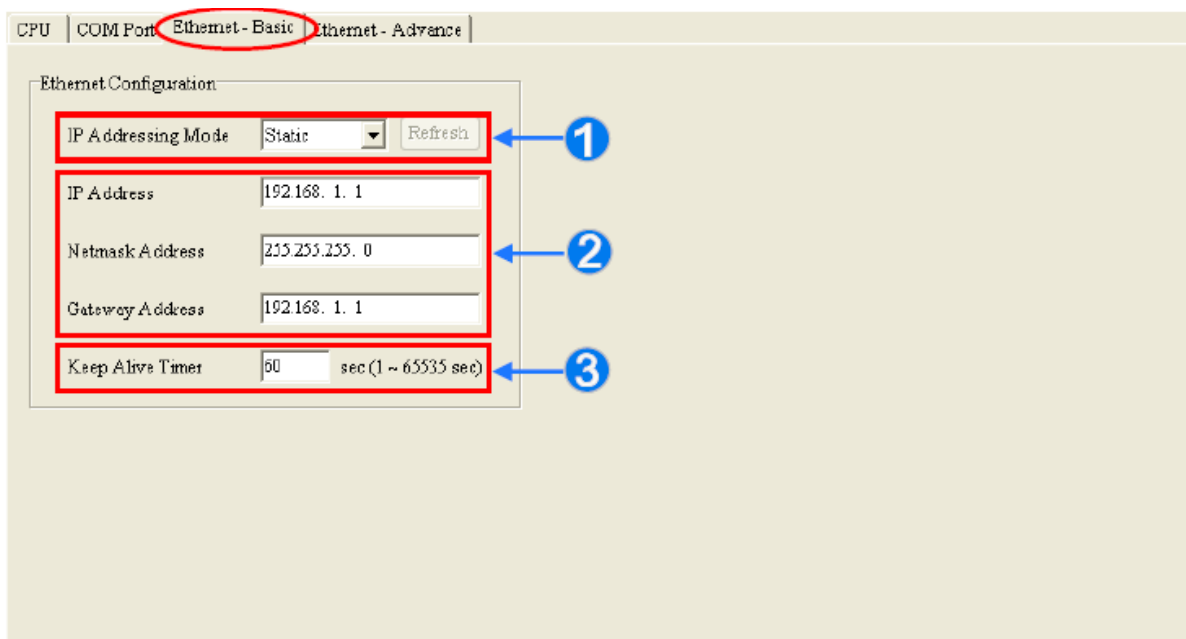 CPU COM Port Ethernet - Basic Ethernet - Advance
Ethernet Configuration
IP Addressing Mode Static Refresh 1
IP Address 192.168. 1. 1
Netmask Address 255.255.255. 0 2
Gateway Address 192.168. 1. 1
Keep Alive Timer 60 sec (1 ~ 65535 sec) 3